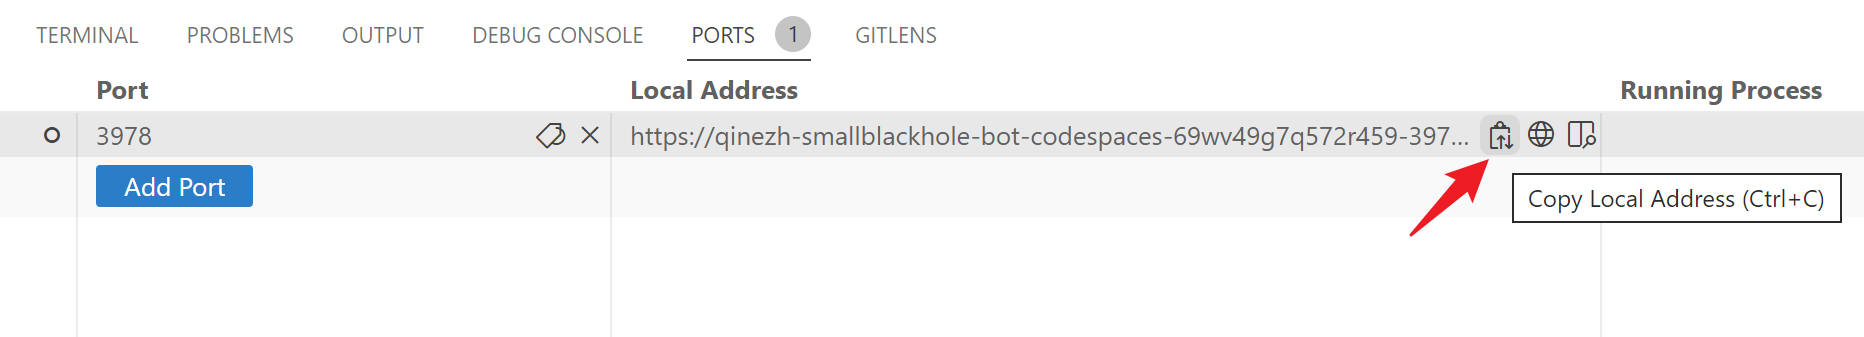 TERMINAL PROBLEMS OUTPUT DEBUG CONSOLE PORTS 1 GITLENS
Port Local Address Running Process
3978 https://qinezh-smallblackhole-bot-codespaces-69wv49g7q572r459-397...
Add Port
Copy Local Address (Ctrl+C)